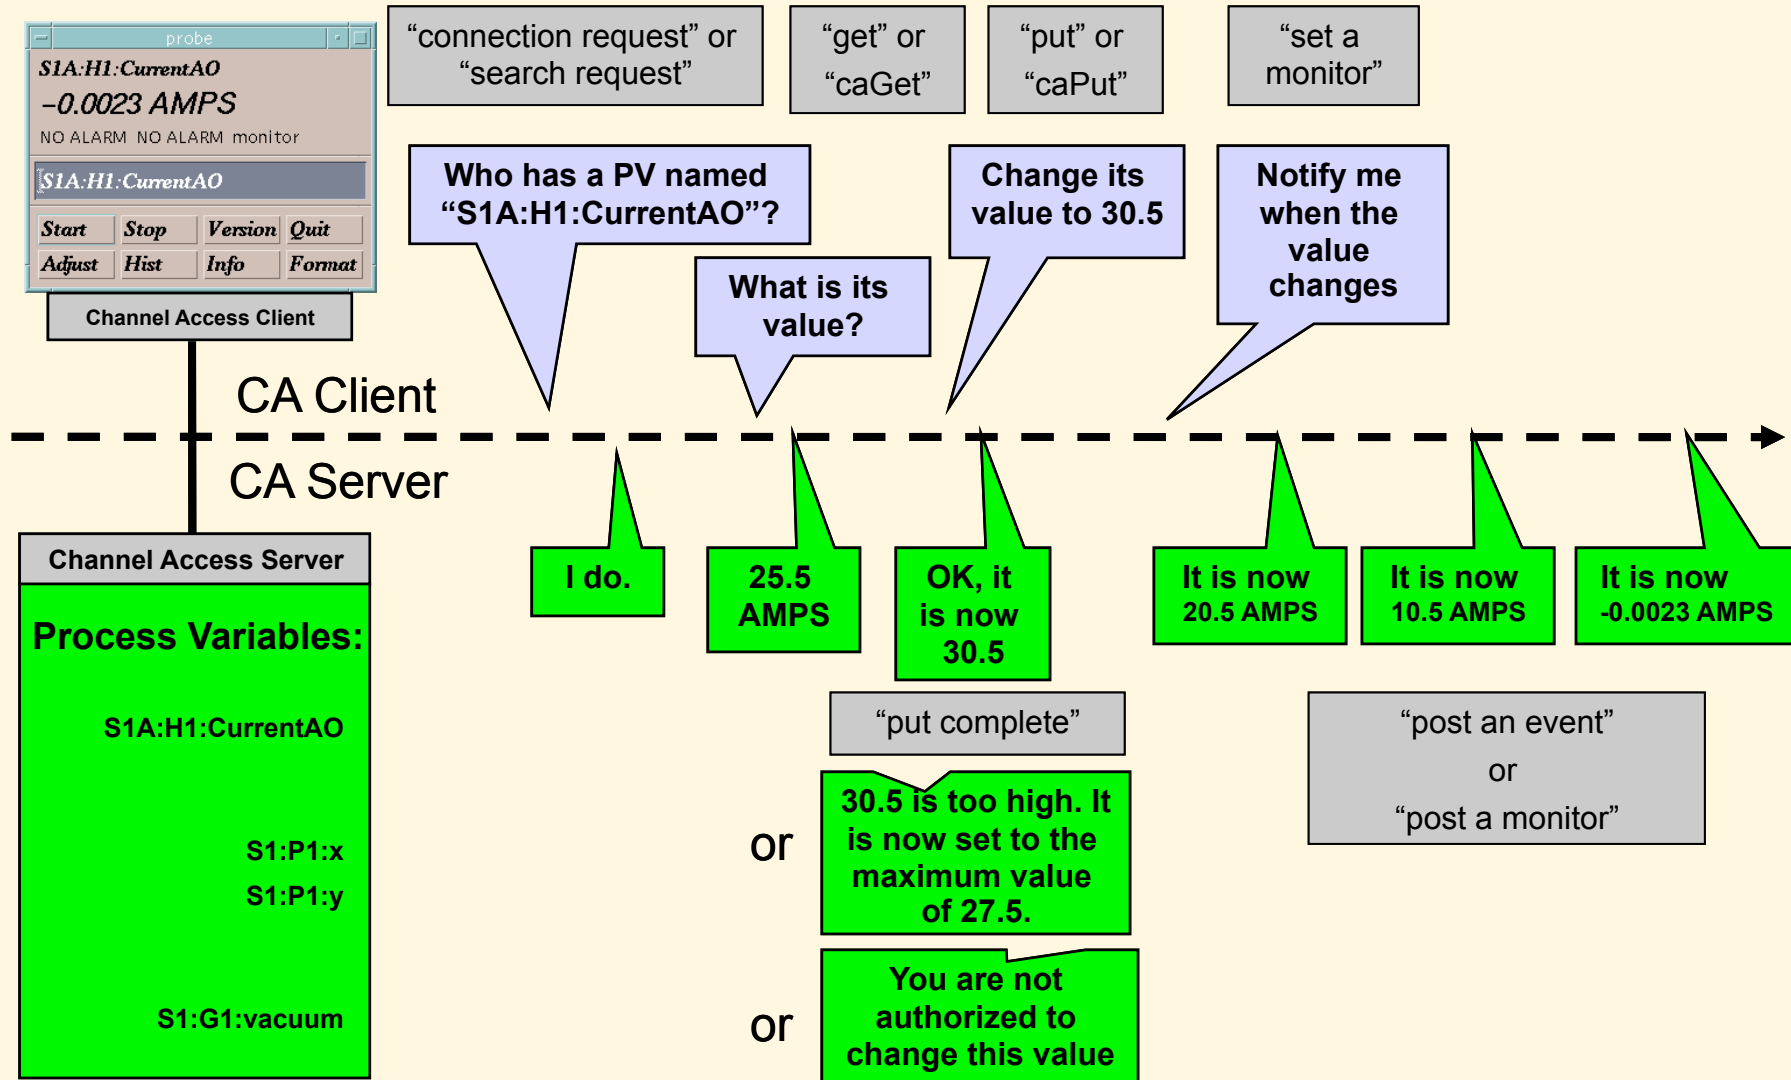 probe
S1A:H1:CurrentAO
−0.0023 AMPS
NO ALARM NO ALARM monitor
S1A:H1:CurrentAO
Start Stop Version Quit
Adjust Hist Info Format
Channel Access Client
“connection request” or
“search request”
“get” or
“caGet”
“put” or
“caPut”
“set a
monitor”
Who has a PV named
“S1A:H1:CurrentAO”?
What is its
value?
Change its
value to 30.5
Notify me
when the
value
changes
CA Client
CA Server
Channel Access Server
Process Variables:
S1A:H1:CurrentAO
S1:P1:x
S1:P1:y
S1:G1:vacuum
I do.
25.5
AMPS
OK, it
is now
30.5
It is now
20.5 AMPS
It is now
10.5 AMPS
It is now
-0.0023 AMPS
“put complete”
or
30.5 is too high. It
is now set to the
maximum value
of 27.5.
or
You are not
authorized to
change this value
“post an event”
or
“post a monitor”